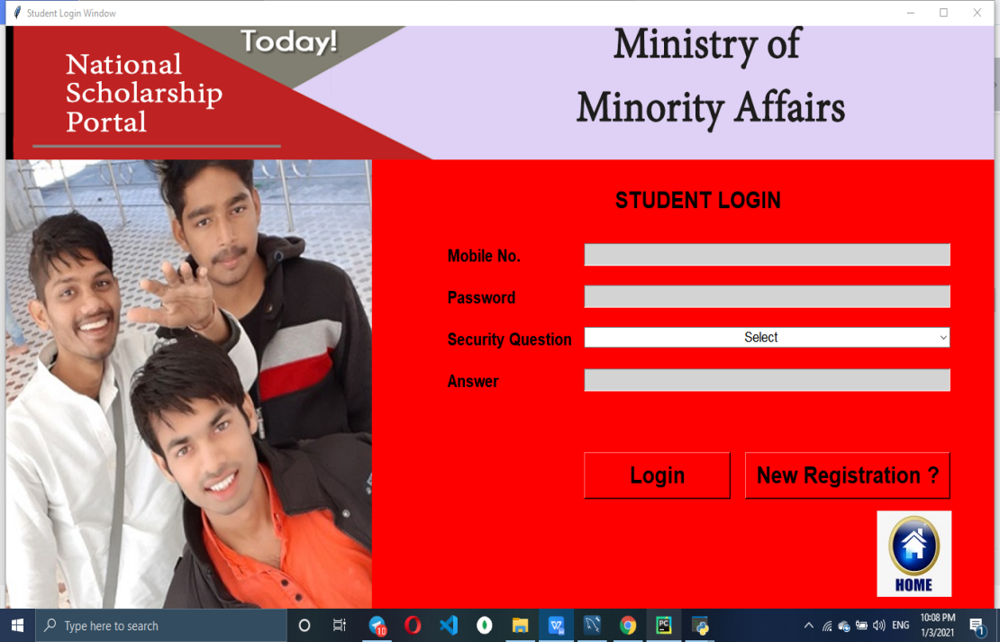 Student Login Window
Today!
National
Scholarship
Portal
Ministry of
Minority Affairs
STUDENT LOGIN
Mobile No.
Password
Security Question
Select
Answer
Login
New Registration ?
HOME
Type here to search
10
PC
ENG
10:08 PM
1/3/2021
1